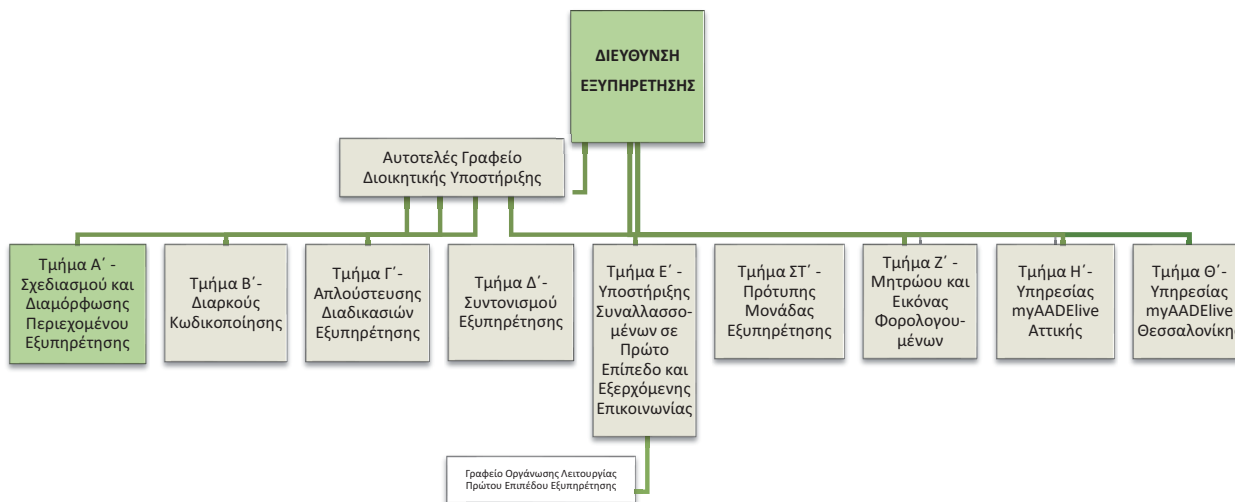 ΔΙΕΥΘΥΝΣΗ
ΕΞΥΠΗΡΕΤΗΣΗΣ
Αυτοτελές Γραφείο
Διοικητικής Υποστήριξης
Τμήμα Α΄ -
Σχεδιασμού και
Διαμόρφωσης
Περιεχομένου
Εξυπηρέτησης
Τμήμα Β΄-
Διαρκούς
Κωδικοποίησης
Τμήμα Γ΄-
Απλούστευσης
Διαδικασιών
Εξυπηρέτησης
Τμήμα Δ΄-
Συντονισμού
Εξυπηρέτησης
Τμήμα Ε΄ -
Υποστήριξης
Συναλλασσο-
μένων σε
Πρώτο
Επίπεδο και
Εξερχόμενης
Επικοινωνίας
Τμήμα ΣΤ΄ -
Πρότυπης
Μονάδας
Εξυπηρέτησης
Τμήμα Ζ΄ -
Μητρώου και
Εικόνας
Φορολογου-
μένων
Τμήμα Η΄-
Υπηρεσίας
myAADElive
Αττικής
Τμήμα Θ΄-
Υπηρεσίας
myAADElive
Θεσσαλονίκης
Γραφείο Οργάνωσης Λειτουργίας
Πρώτου Επιπέδου Εξυπηρέτησης